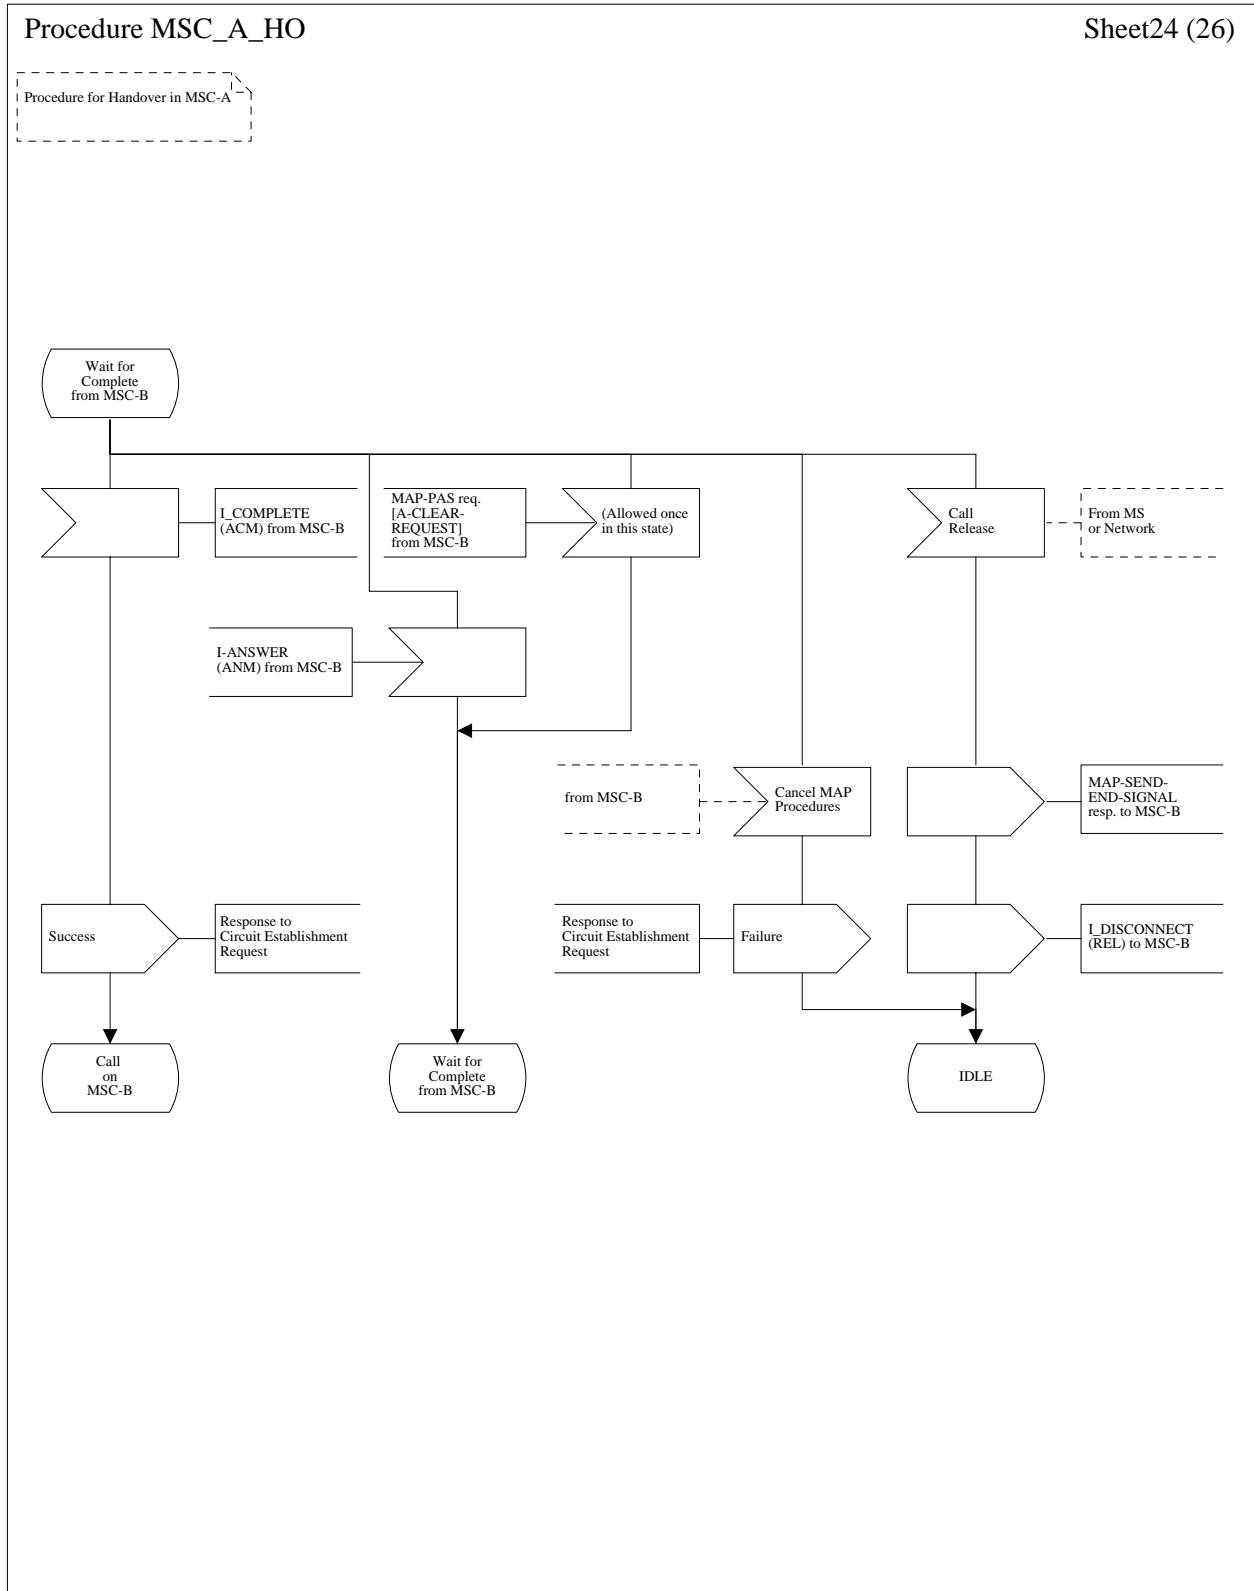 Procedure MSC_A_HO
Sheet24 (26)
Procedure for Handover in MSC-A
Wait for
Complete
from MSC-B
I_COMPLETE
(ACM) from MSC-B
MAP-PAS req.
[A-CLEAR-
REQUEST]
from MSC-B
(Allowed once
in this state)
Call
Release
From MS
or Network
I-ANSWER
(ANM) from MSC-B
from MSC-B
Cancel MAP
Procedures
MAP-SEND-
END-SIGNAL
resp. to MSC-B
Success
Response to
Circuit Establishment
Request
Response to
Circuit Establishment
Request
Failure
I_DISCONNECT
(REL) to MSC-B
Call
on
MSC-B
Wait for
Complete
from MSC-B
IDLE